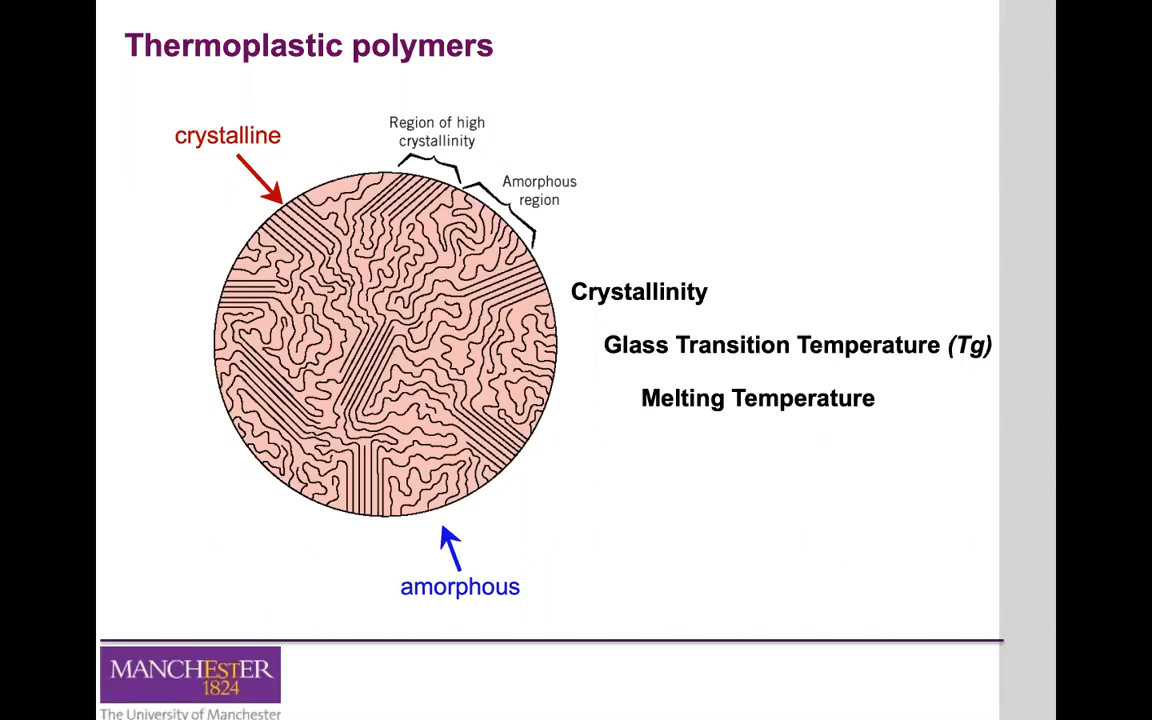 Thermoplastic polymers
crystalline
Region of high
crystallinity
Amorphous
region
Crystallinity
Glass Transition Temperature (Tg)
Melting Temperature
amorphous
MANCHESTER
1824
The University of Manchester